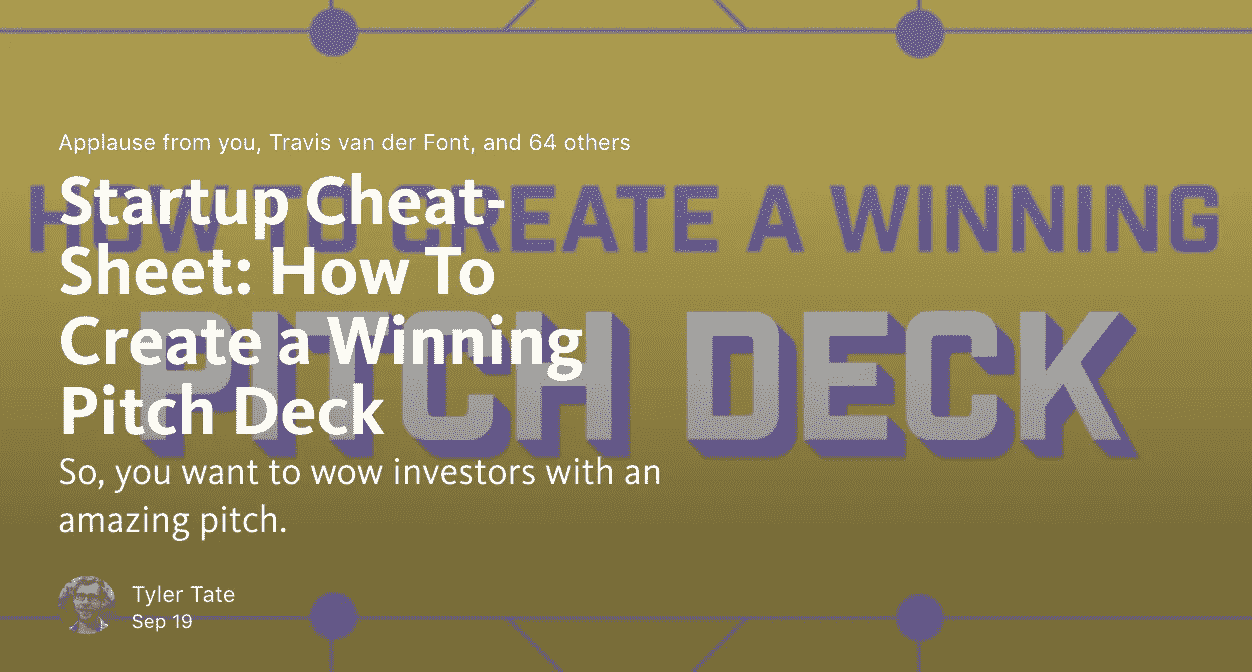 Applause from you, Travis van der Font, and 64 others
HOW TO CREATE A WINNING
Startup Cheat-
Sheet: How To
Create a Winning
Pitch Deck
PITCH DECK
So, you want to wow investors with an
amazing pitch.
Tyler Tate
Sep 19